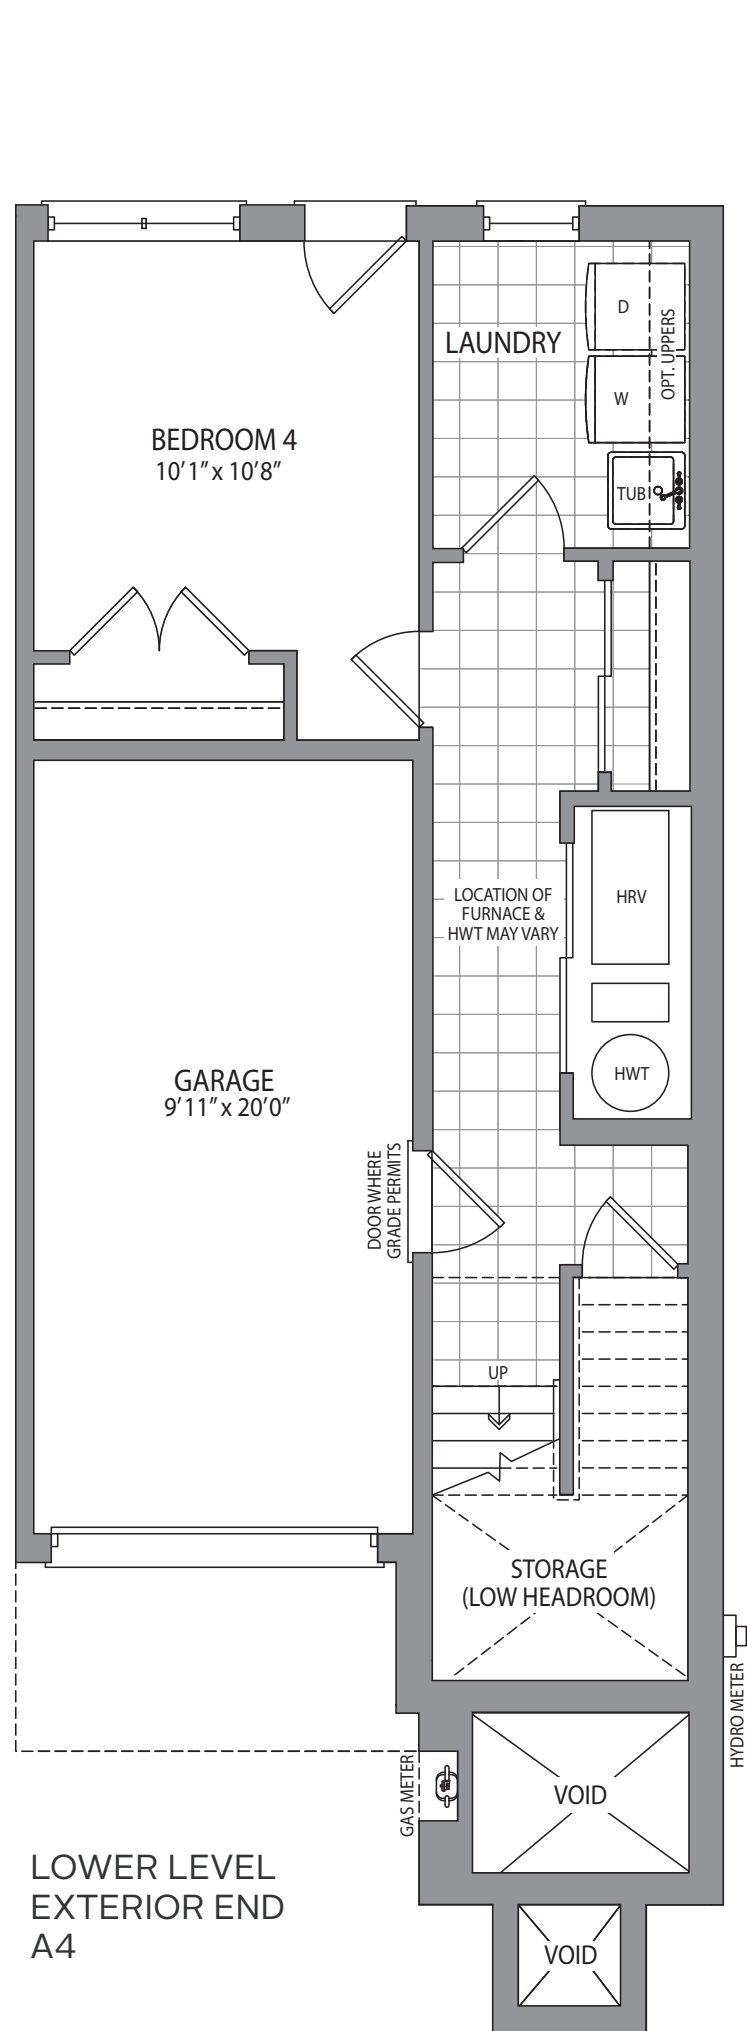 D
OPT. UPPERS
LAUNDRY
W
BEDROOM 4
10'1" x 10'8"
TUB
LOCATION OF
FURNACE &
HWT MAY VARY
HRV
HWT
GARAGE
9'11" x 20'0"
DOOR WHERE
GRADE PERMITS
UP
STORAGE
(LOW HEADROOM)
HYDRO METER
GAS METER
VOID
LOWER LEVEL
EXTERIOR END
A4
VOID